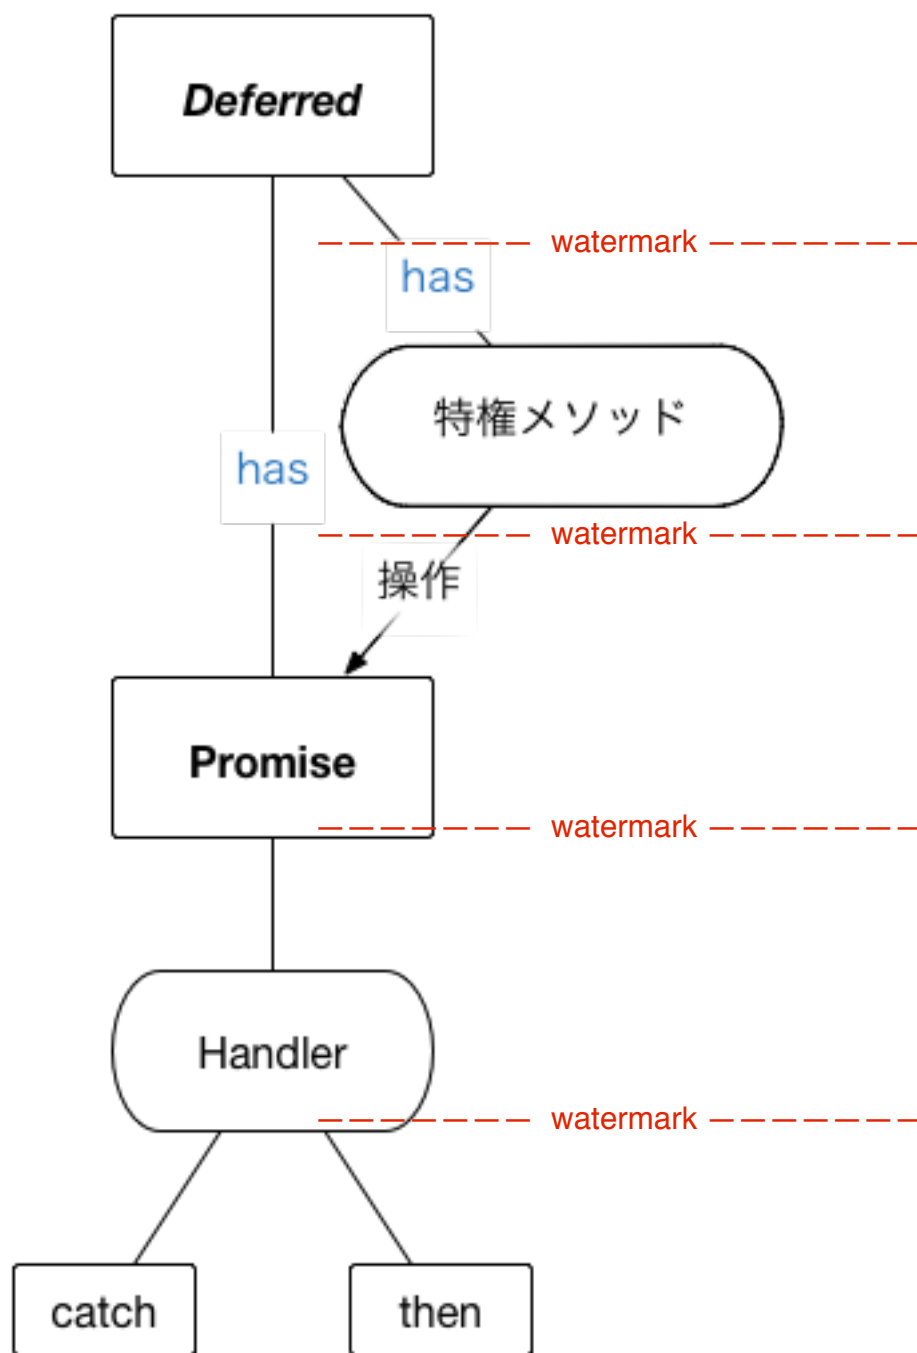 Deferred
watermark
has
特権メソッド
has
watermark
操作
Promise
watermark
Handler
watermark
catch
then